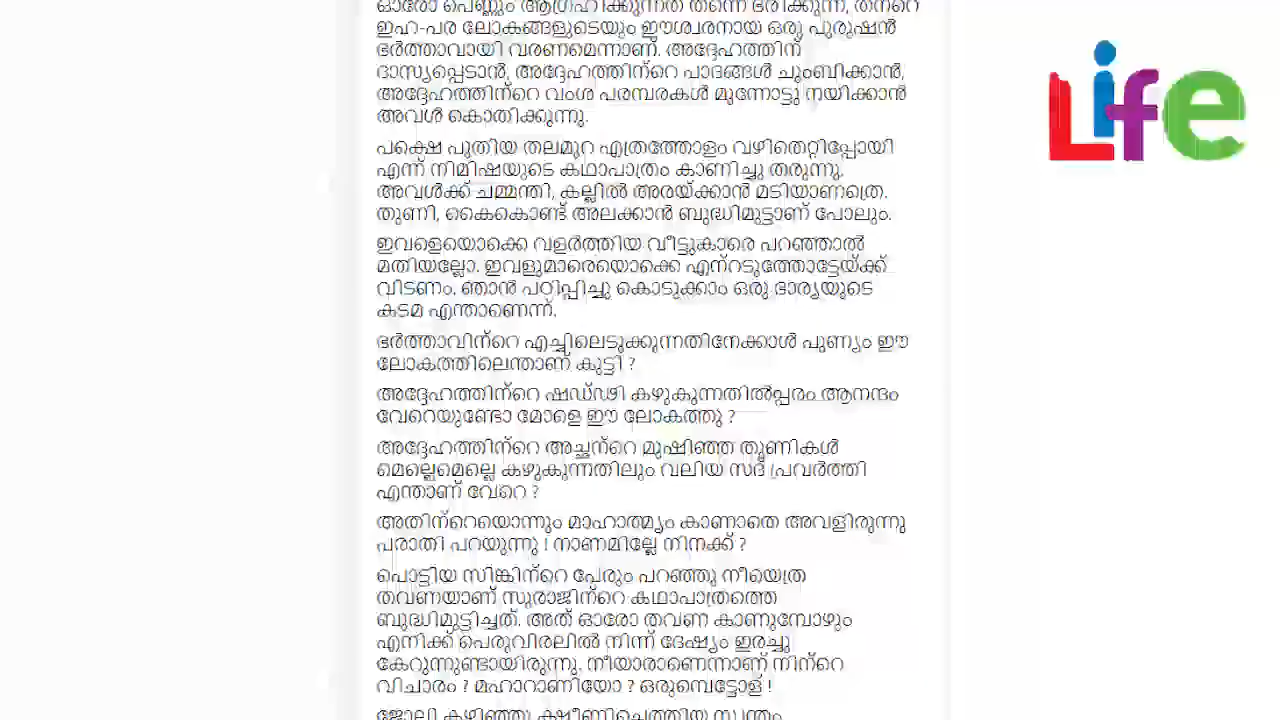 ഓരോ പെണ്ണും ആഗ്രഹിക്കുന്നത് തന്നെ ഭരിക്കുന്ന, തൻറെ
ഇഹ-പര ലോകങ്ങളുടെയും ഈശ്വരനായ ഒരു പുരുഷൻ
ഭർത്താവായി വരണമെന്നാണ്. അദ്ദേഹത്തിന്
ദാസ്യപ്പെടാൻ, അദ്ദേഹത്തിന്റെ പാദങ്ങൾ ചുംബിക്കാൻ,
അദ്ദേഹത്തിന്റെ വംശ പരമ്പരകൾ മുന്നോട്ടു നയിക്കാൻ
അവൾ കൊതിക്കുന്നു.
പക്ഷെ പുതിയ തലമുറ എത്രത്തോളം വഴിതെറ്റിപ്പോയി
എന്ന് നിമിഷയുടെ കഥാപാത്രം കാണിച്ചു തരുന്നു.
അവൾക്ക് ചമ്മന്തി, കല്ലിൽ അരയ്ക്കാൻ മടിയാണത്രെ.
തുണി, കൈകൊണ്ട് അലക്കാൻ ബുദ്ധിമുട്ടാണ് പോലും.
ഇവളെയൊക്കെ വളർത്തിയ വീട്ടുകാരെ പറഞ്ഞാൽ
മതിയല്ലോ. ഇവളുമാരെയൊക്കെ എന്റടുത്തോട്ടേയ്ക്ക്
വിടണം. ഞാൻ പഠിപ്പിച്ചു കൊടുക്കാം ഒരു ഭാര്യയുടെ
കടമ എന്താണെന്ന്.
ഭർത്താവിന്റെ എച്ചിലെടുക്കുന്നതിനേക്കാൾ പുണ്യം ഈ
ലോകത്തിലെന്താണ് കുട്ടി ?
അദ്ദേഹത്തിന്റെ ഷഡ്ഢി കഴുകുന്നതിൽപ്പരം ആനന്ദം
വേറെയുണ്ടോ മോളെ ഈ ലോകത്തു ?
അദ്ദേഹത്തിന്റെ അച്ഛന്റെ മുഷിഞ്ഞ തുണികൾ
മെല്ലെമെല്ലെ കഴുകുന്നതിലും വലിയ സദ് പ്രവർത്തി
എന്താണ് വേറെ ?
അതിന്റെയൊന്നും മാഹാത്മ്യം കാണാതെ അവളിരുന്നു
പരാതി പറയുന്നു ! നാണമില്ലേ നിനക്ക് ?
പൊട്ടിയ സിങ്കിന്റെ പേരും പറഞ്ഞു നീയെത്ര
തവണയാണ് സുരാജിന്റെ കഥാപാത്രത്തെ
ബുദ്ധിമുട്ടിച്ചത്. അത് ഓരോ തവണ കാണുമ്പോഴും
എനിക്ക് പെരുവിരലിൽ നിന്ന് ദേഷ്യം ഇരച്ചു
കേറുന്നുണ്ടായിരുന്നു. നീയാരാണെന്നാണ് നിന്റെ
വിചാരം ? മഹാറാണിയോ ? ഒരുമ്പെട്ടോള് !
ജോലി കഴിഞ്ഞു ക്ഷീണിച്ചെത്തിയ സ്വന്തം
Life